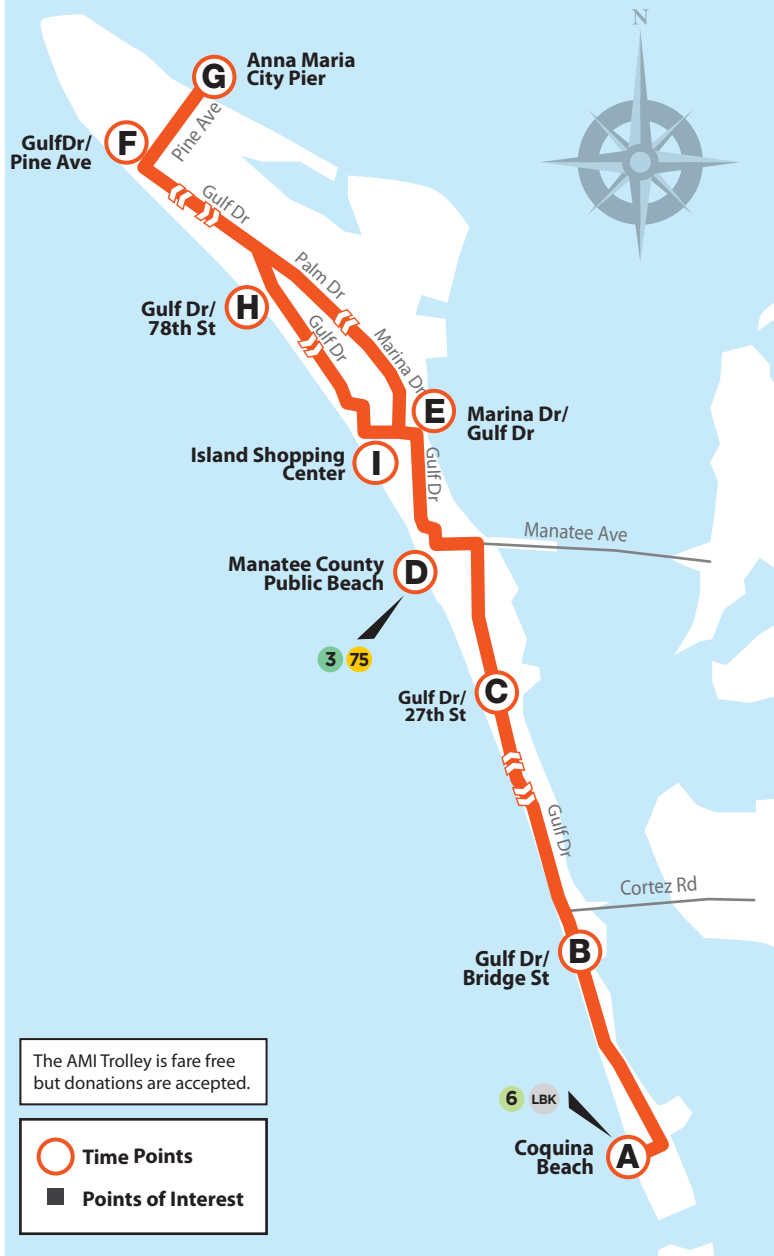 N
G
Anna Maria
City Pier
F
GulfDr/
Pine Ave
Pine Ave
Gulf Dr
Palm Dr
H
Gulf Dr/
78th St
Gulf Dr
Marina Dr
E
Marina Dr/
Gulf Dr
I
Island Shopping
Center
Gulf Dr
Manatee Ave
D
Manatee County
Public Beach
3 75
C
Gulf Dr/
27th St
Gulf Dr
Cortez Rd
B
Gulf Dr/
Bridge St
The AMI Trolley is fare free
but donations are accepted.
6 LBK
A
Coquina
Beach
Time Points
Points of Interest